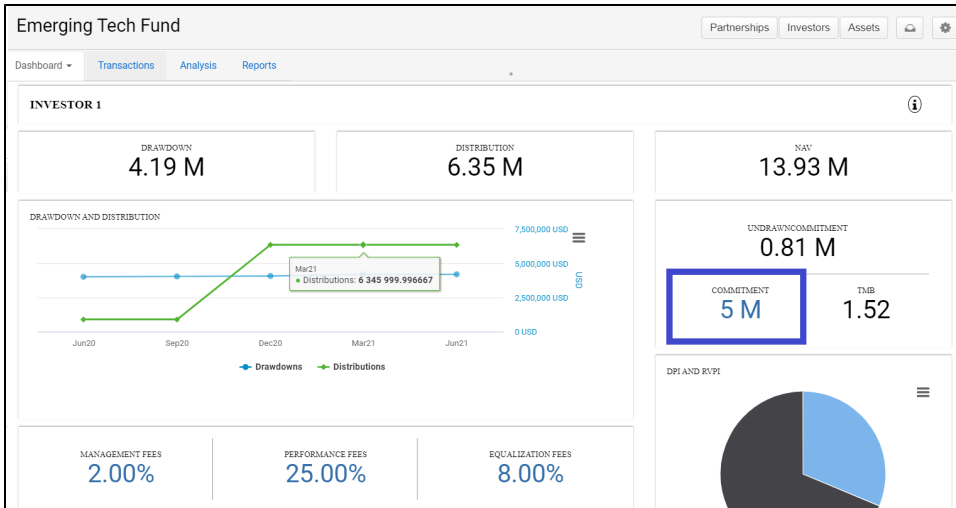 Emerging Tech Fund
Partnerships Investors Assets
Dashboard Transactions Analysis Reports
INVESTOR 1
DRAWDOWN
4.19 M
DISTRIBUTION
6.35 M
NAV
13.93 M
DRAWDOWN AND DISTRIBUTION
7,500,000 USD
5,000,000 USD
2,500,000 USD
0 USD
USD
Mar21
Distributions: 6 345 999.996667
Jun20 Sep20 Dec20 Mar21 Jun21
Drawdowns Distributions
UNDRAWNCOMMITMENT
0.81 M
COMMITMENT
5 M
TMB
1.52
DPI AND RVPI
MANAGEMENT FEES
2.00%
PERFORMANCE FEES
25.00%
EQUALIZATION FEES
8.00%